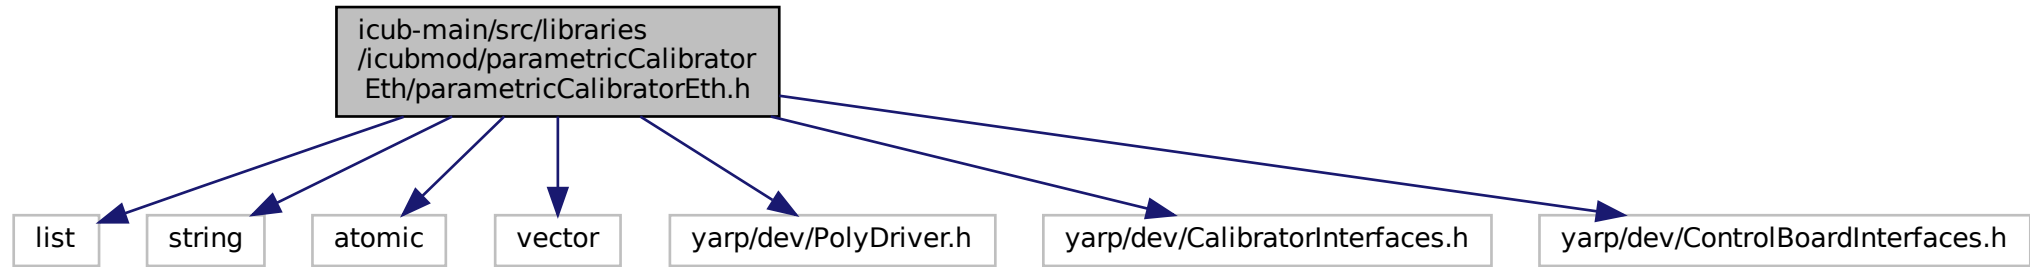 icub-main/src/libraries
/icubmod/parametricCalibrator
Eth/parametricCalibratorEth.h
list
string
atomic
vector
yarp/dev/PolyDriver.h
yarp/dev/CalibratorInterfaces.h
yarp/dev/ControlBoardInterfaces.h